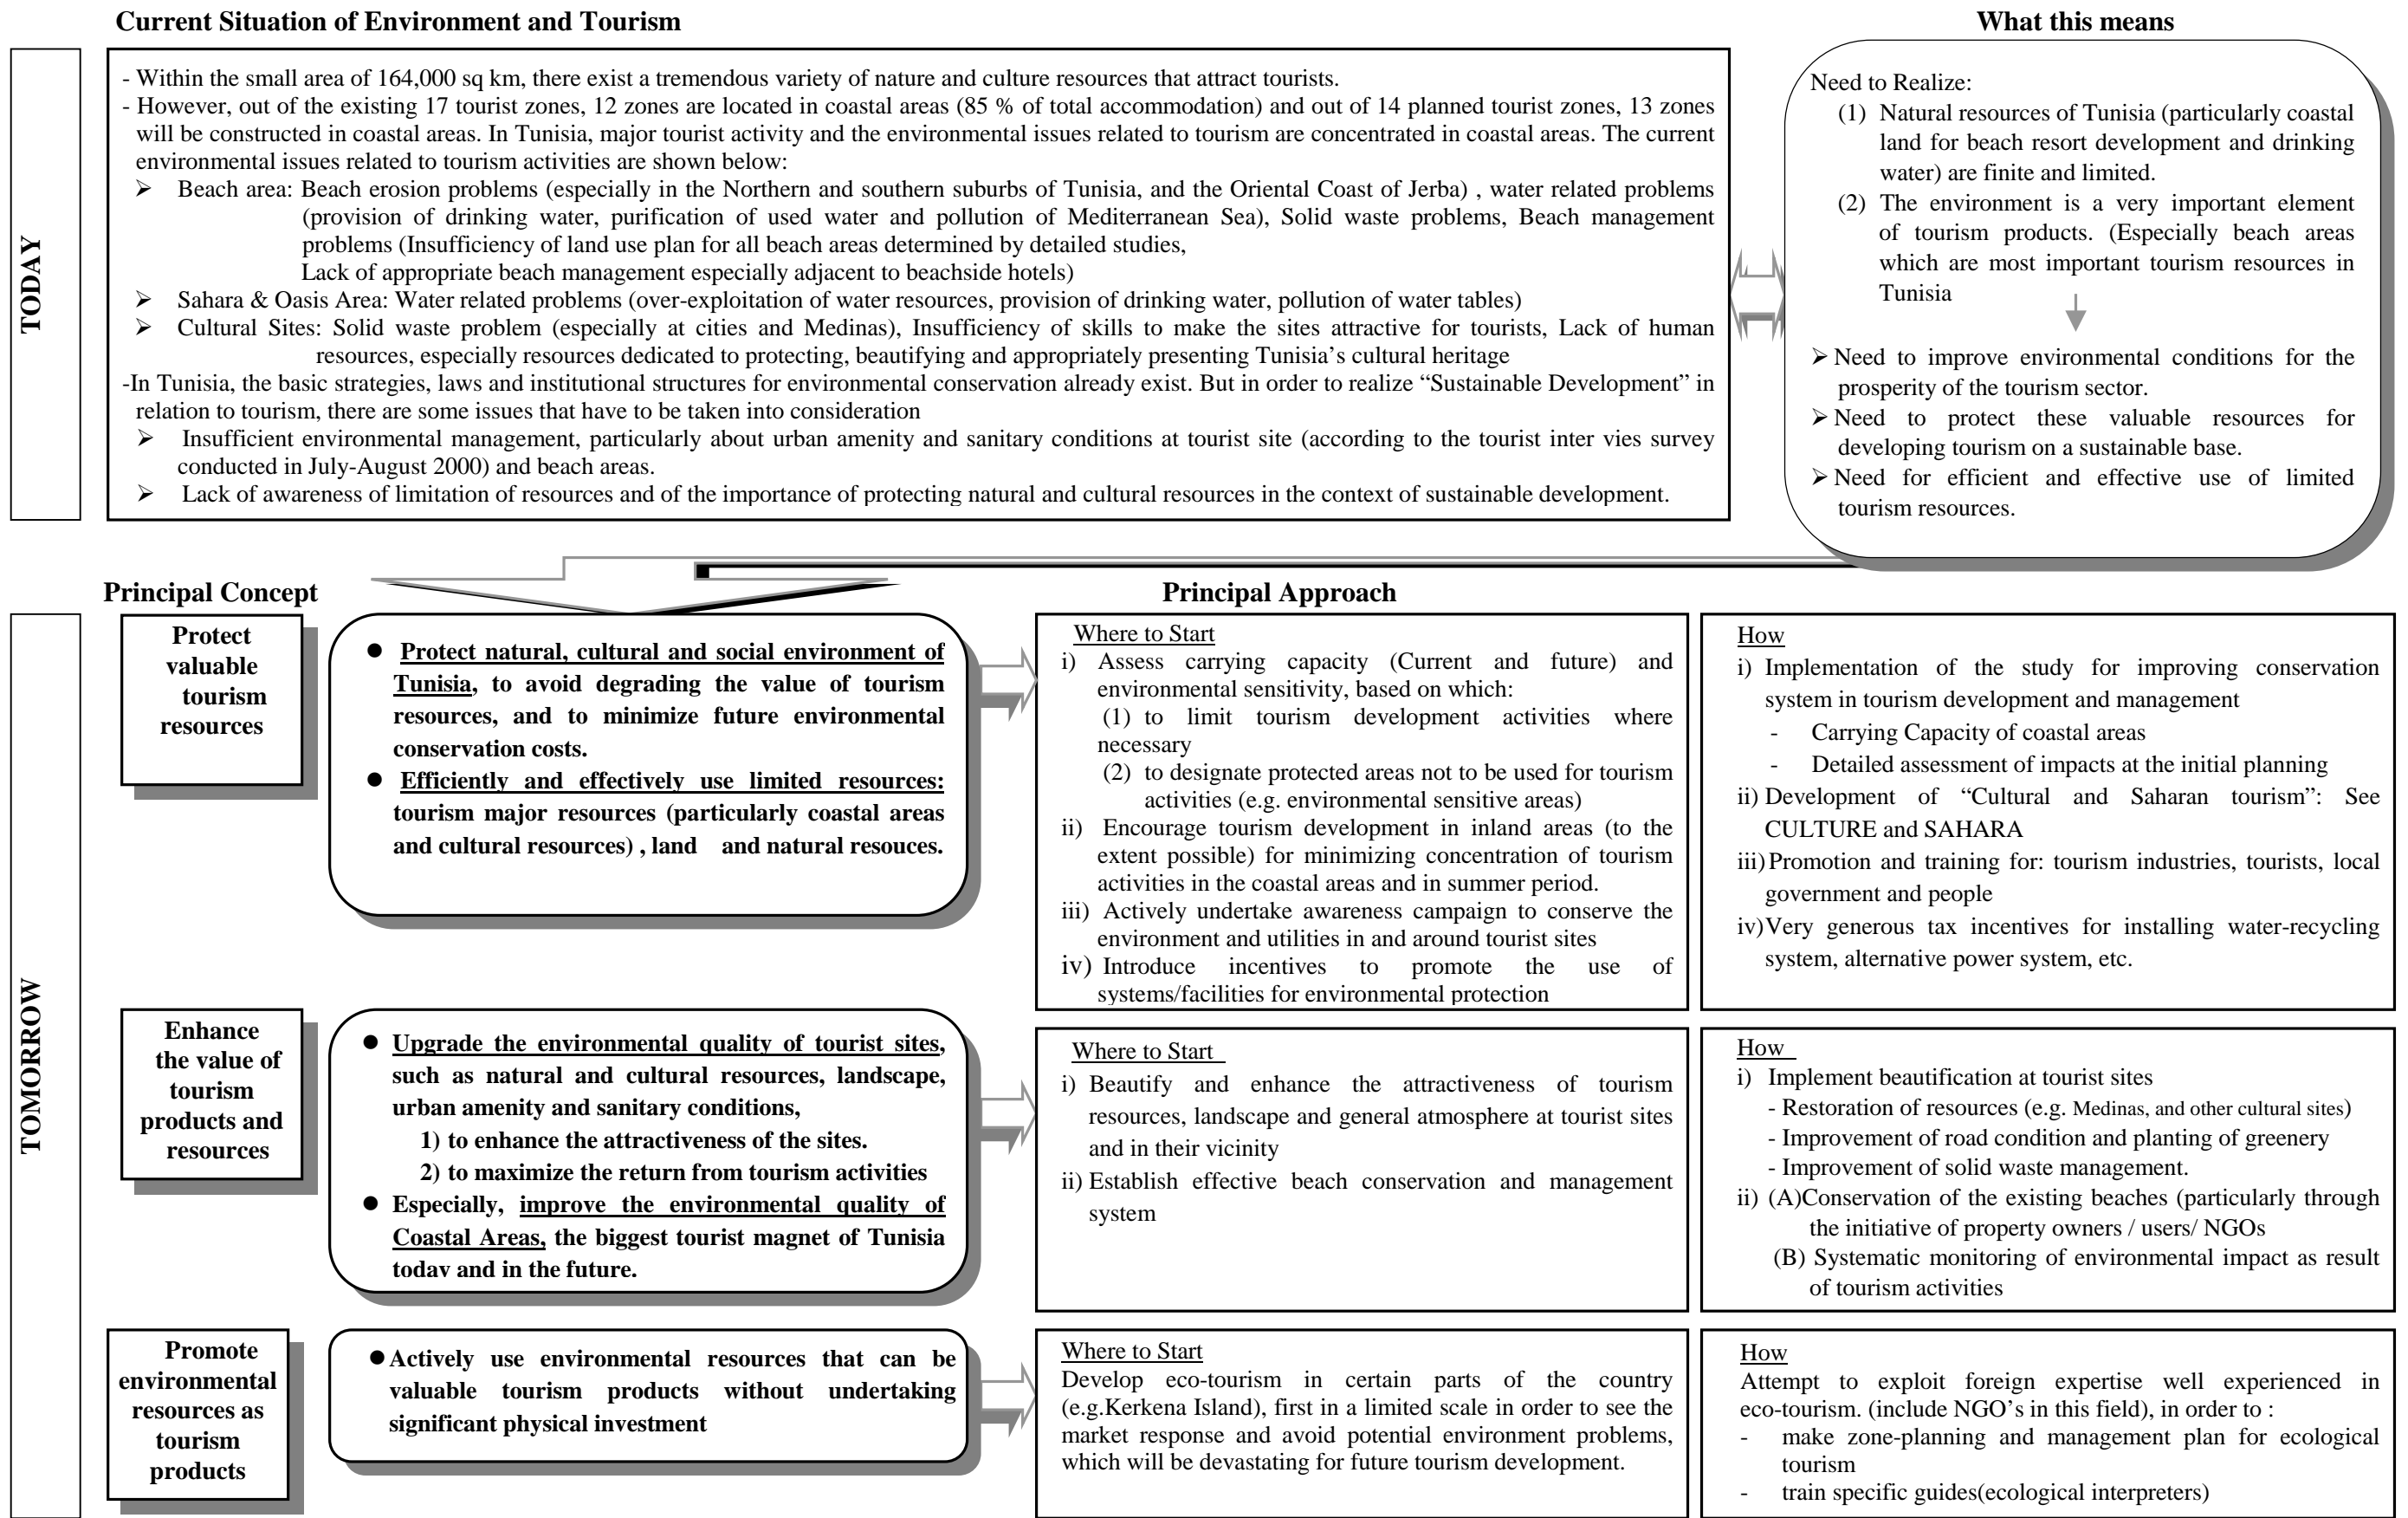 Current Situation of Environment and Tourism
TODAY
- Within the small area of 164,000 sq km, there exist a tremendous variety of nature and culture resources that attract tourists.
- However, out of the existing 17 tourist zones, 12 zones are located in coastal areas (85 % of total accommodation) and out of 14 planned tourist zones, 13 zones
will be constructed in coastal areas. In Tunisia, major tourist activity and the environmental issues related to tourism are concentrated in coastal areas. The current
environmental issues related to tourism activities are shown below:
➢ Beach area: Beach erosion problems (especially in the Northern and southern suburbs of Tunisia, and the Oriental Coast of Jerba) , water related problems
(provision of drinking water, purification of used water and pollution of Mediterranean Sea), Solid waste problems, Beach management
problems (Insufficiency of land use plan for all beach areas determined by detailed studies,
Lack of appropriate beach management especially adjacent to beachside hotels)
➢ Sahara & Oasis Area: Water related problems (over-exploitation of water resources, provision of drinking water, pollution of water tables)
➢ Cultural Sites: Solid waste problem (especially at cities and Medinas), Insufficiency of skills to make the sites attractive for tourists, Lack of human
resources, especially resources dedicated to protecting, beautifying and appropriately presenting Tunisia's cultural heritage
-In Tunisia, the basic strategies, laws and institutional structures for environmental conservation already exist. But in order to realize “Sustainable Development” in
relation to tourism, there are some issues that have to be taken into consideration
➢ Insufficient environmental management, particularly about urban amenity and sanitary conditions at tourist site (according to the tourist inter vies survey
conducted in July-August 2000) and beach areas.
➢ Lack of awareness of limitation of resources and of the importance of protecting natural and cultural resources in the context of sustainable development.
What this means
Need to Realize:
(1) Natural resources of Tunisia (particularly coastal
land for beach resort development and drinking
water) are finite and limited.
(2) The environment is a very important element
of tourism products. (Especially beach areas
which are most important tourism resources in
Tunisia
➢ Need to improve environmental conditions for the
prosperity of the tourism sector.
➢ Need to protect these valuable resources for
developing tourism on a sustainable base.
➢ Need for efficient and effective use of limited
tourism resources.
Principal Concept
Principal Approach
TOMORROW
Protect
valuable
tourism
resources
● Protect natural, cultural and social environment of
Tunisia, to avoid degrading the value of tourism
resources, and to minimize future environmental
conservation costs.
● Efficiently and effectively use limited resources:
tourism major resources (particularly coastal areas
and cultural resources) , land and natural resouces.
Where to Start
i) Assess carrying capacity (Current and future) and
environmental sensitivity, based on which:
(1) to limit tourism development activities where
necessary
(2) to designate protected areas not to be used for tourism
activities (e.g. environmental sensitive areas)
ii) Encourage tourism development in inland areas (to the
extent possible) for minimizing concentration of tourism
activities in the coastal areas and in summer period.
iii) Actively undertake awareness campaign to conserve the
environment and utilities in and around tourist sites
iv) Introduce incentives to promote the use of
systems/facilities for environmental protection
How
i) Implementation of the study for improving conservation
system in tourism development and management
- Carrying Capacity of coastal areas
- Detailed assessment of impacts at the initial planning
ii) Development of “Cultural and Saharan tourism”: See
CULTURE and SAHARA
iii) Promotion and training for: tourism industries, tourists, local
government and people
iv)Very generous tax incentives for installing water-recycling
system, alternative power system, etc.
Enhance
the value of
tourism
products and
resources
● Upgrade the environmental quality of tourist sites,
such as natural and cultural resources, landscape,
urban amenity and sanitary conditions,
1) to enhance the attractiveness of the sites.
2) to maximize the return from tourism activities
● Especially, improve the environmental quality of
Coastal Areas, the biggest tourist magnet of Tunisia
today and in the future.
Where to Start
i) Beautify and enhance the attractiveness of tourism
resources, landscape and general atmosphere at tourist sites
and in their vicinity
ii) Establish effective beach conservation and management
system
How
i) Implement beautification at tourist sites
- Restoration of resources (e.g. Medinas, and other cultural sites)
- Improvement of road condition and planting of greenery
- Improvement of solid waste management.
ii) (A)Conservation of the existing beaches (particularly through
the initiative of property owners / users/ NGOs
(B) Systematic monitoring of environmental impact as result
of tourism activities
Promote
environmental
resources as
tourism
products
● Actively use environmental resources that can be
valuable tourism products without undertaking
significant physical investment
Where to Start
Develop eco-tourism in certain parts of the country
(e.g.Kerkena Island), first in a limited scale in order to see the
market response and avoid potential environment problems,
which will be devastating for future tourism development.
How
Attempt to exploit foreign expertise well experienced in
eco-tourism. (include NGO's in this field), in order to :
- make zone-planning and management plan for ecological
tourism
- train specific guides(ecological interpreters)